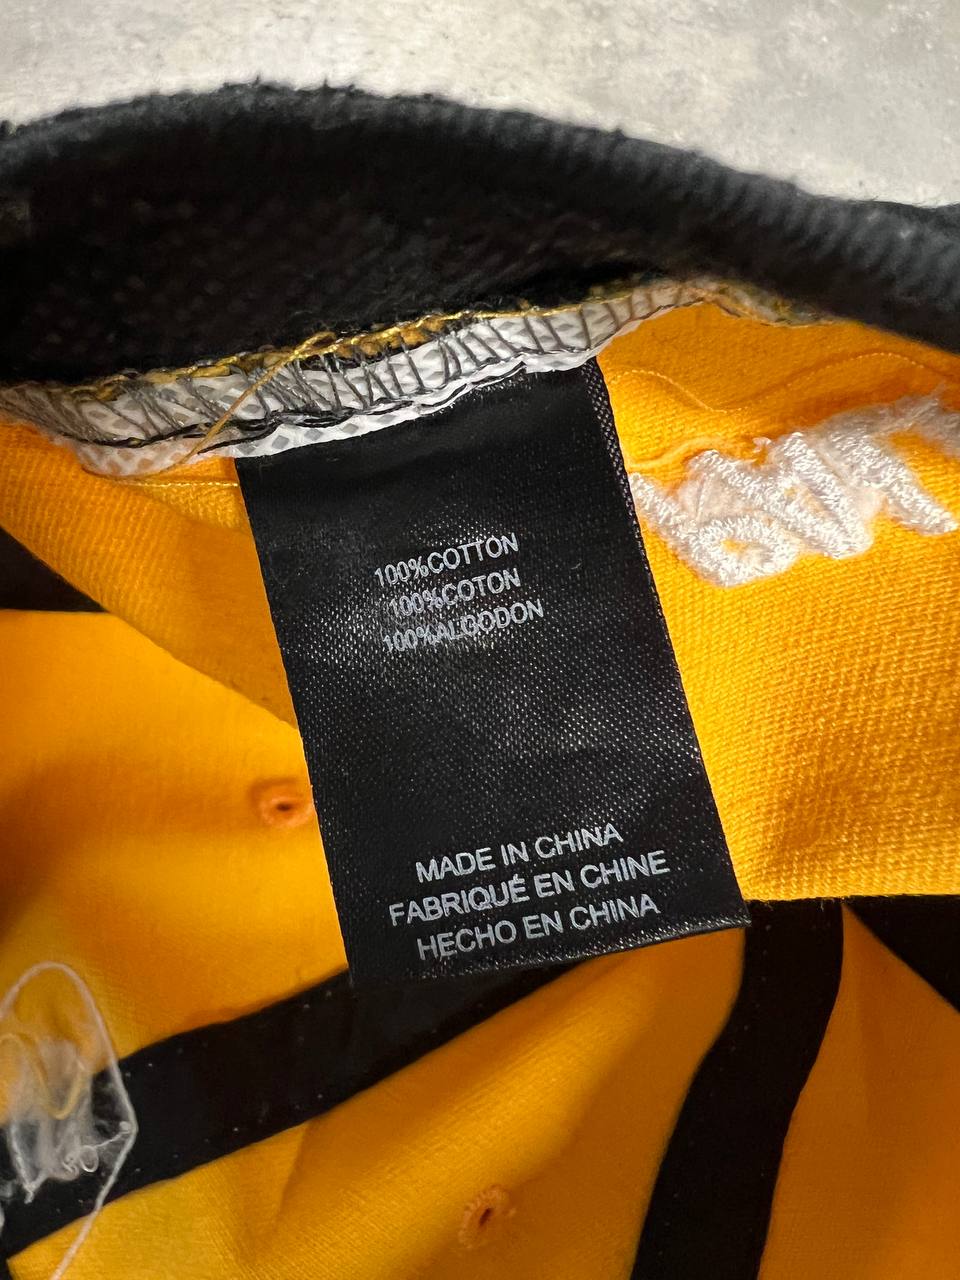 100%COTTON
100%COTON
100%ALGODON
MADE IN CHINA
FABRIQUÉ EN CHINE
HECHO EN CHINA